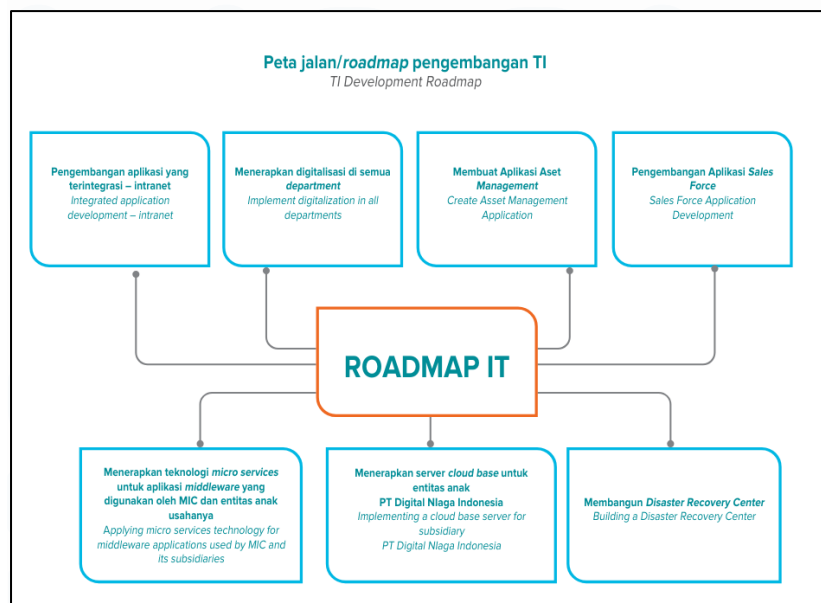 Peta jalan/roadmap pengembangan TI
TI Development Roadmap
Pengembangan aplikasi yang
terintegrasi – intranet
Integrated application
development – intranet
Menerapkan digitalisasi di semua
department
Implement digitalization in all
departments
Membuat Aplikasi Aset
Management
Create Asset Management
Application
Pengembangan Aplikasi Sales
Force
Sales Force Application
Development
ROADMAP IT
Menerapkan teknologi micro services
untuk aplikasi middleware yang
digunakan oleh MIC dan entitas anak
usahanya
Applying micro services technology for
middleware applications used by MIC and
its subsidiaries
Menerapkan server cloud base untuk
entitas anak
PT Digital NIaga Indonesia
Implementing a cloud base server for
subsidiary
PT Digital NIaga Indonesia
Membangun Disaster Recovery Center
Building a Disaster Recovery Center